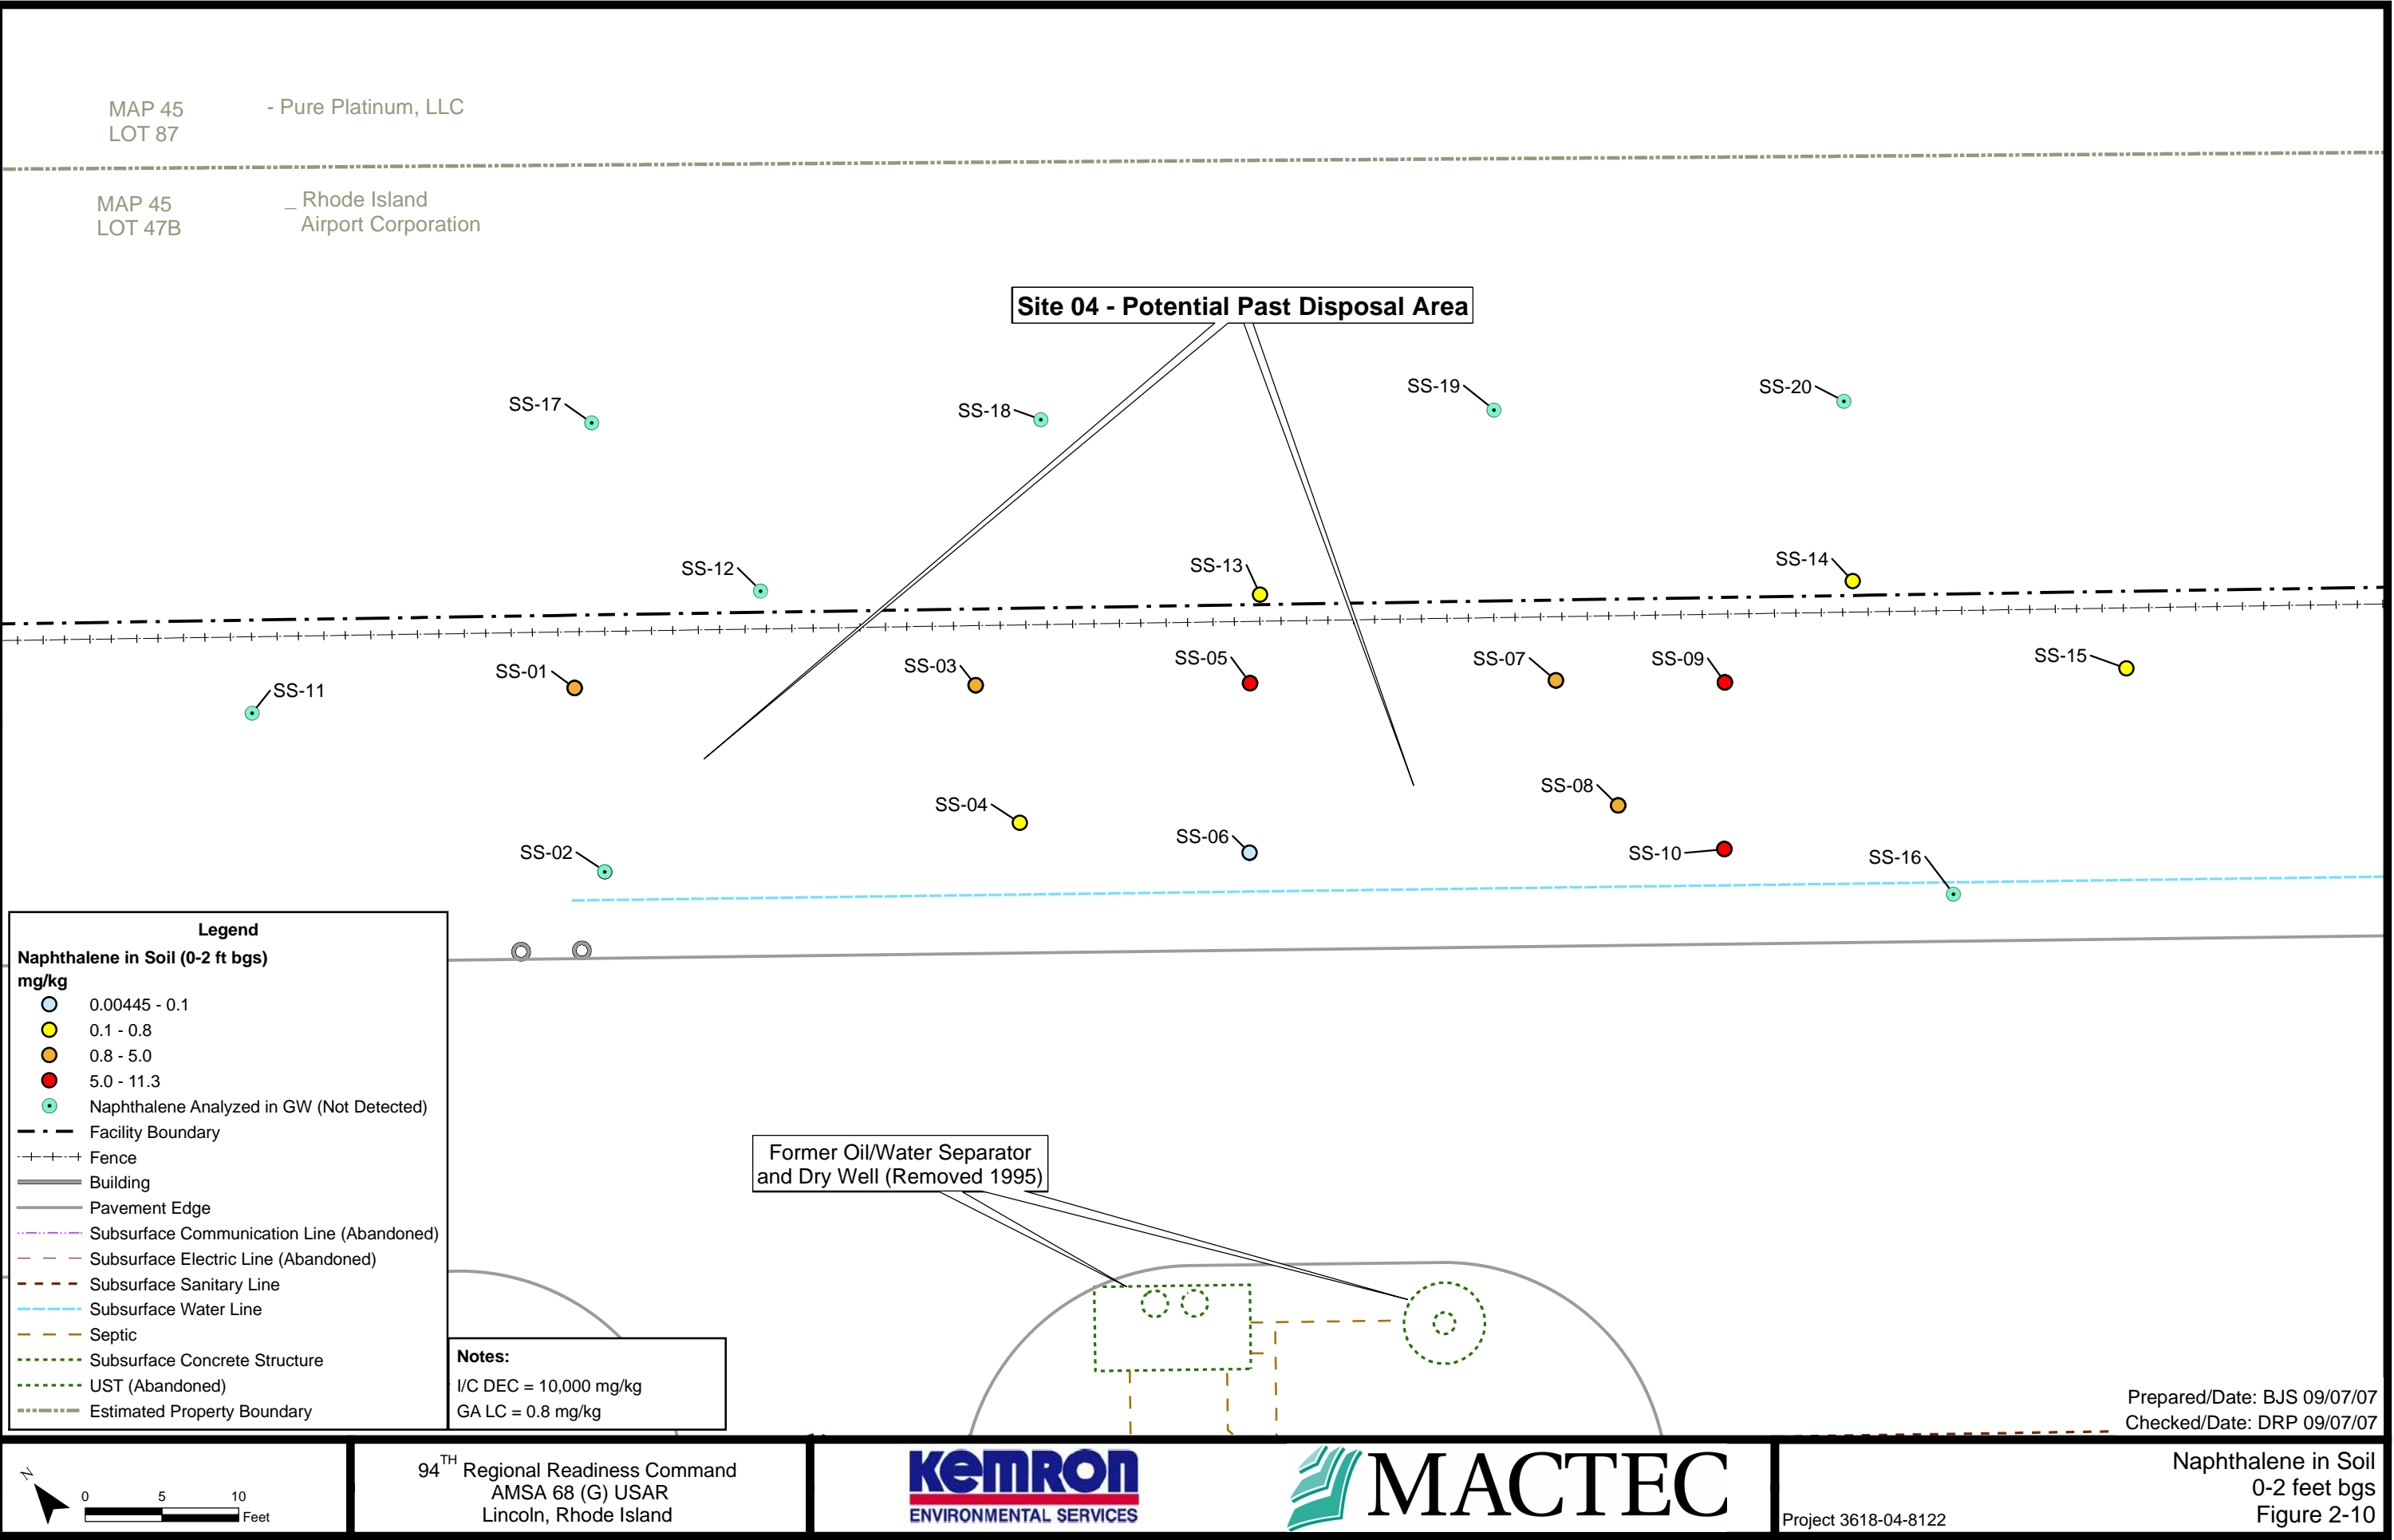 MAP 45
LOT 87
- Pure Platinum, LLC
MAP 45
LOT 47B
_ Rhode Island
Airport Corporation
Site 04 - Potential Past Disposal Area
SS-17
SS-18
SS-19
SS-20
SS-12
SS-13
SS-14
SS-11
SS-01
SS-03
SS-05
SS-07
SS-09
SS-15
SS-02
SS-04
SS-06
SS-08
SS-10
SS-16
Legend
Naphthalene in Soil (0-2 ft bgs)
mg/kg
0.00445 - 0.1
0.1 - 0.8
0.8 - 5.0
5.0 - 11.3
Naphthalene Analyzed in GW (Not Detected)
Facility Boundary
Fence
Building
Pavement Edge
Subsurface Communication Line (Abandoned)
Subsurface Electric Line (Abandoned)
Subsurface Sanitary Line
Subsurface Water Line
Septic
Subsurface Concrete Structure
UST (Abandoned)
Estimated Property Boundary
Former Oil/Water Separator
and Dry Well (Removed 1995)
Notes:
I/C DEC = 10,000 mg/kg
GA LC = 0.8 mg/kg
Prepared/Date: BJS 09/07/07
Checked/Date: DRP 09/07/07
N
0 5 10
Feet
94TH Regional Readiness Command
AMSA 68 (G) USAR
Lincoln, Rhode Island
KEMRON
ENVIRONMENTAL SERVICES
MACTEC
Project 3618-04-8122
Naphthalene in Soil
0-2 feet bgs
Figure 2-10